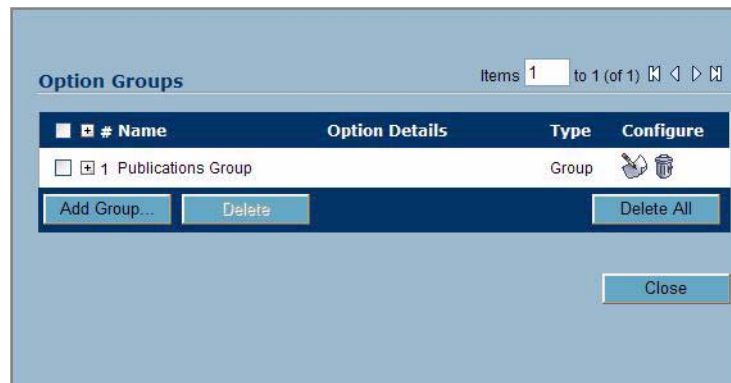 Option Groups
Items 1 to 1 (of 1)
# Name Option Details Type Configure
1 Publications Group Group
Add Group... Delete Delete All
Close